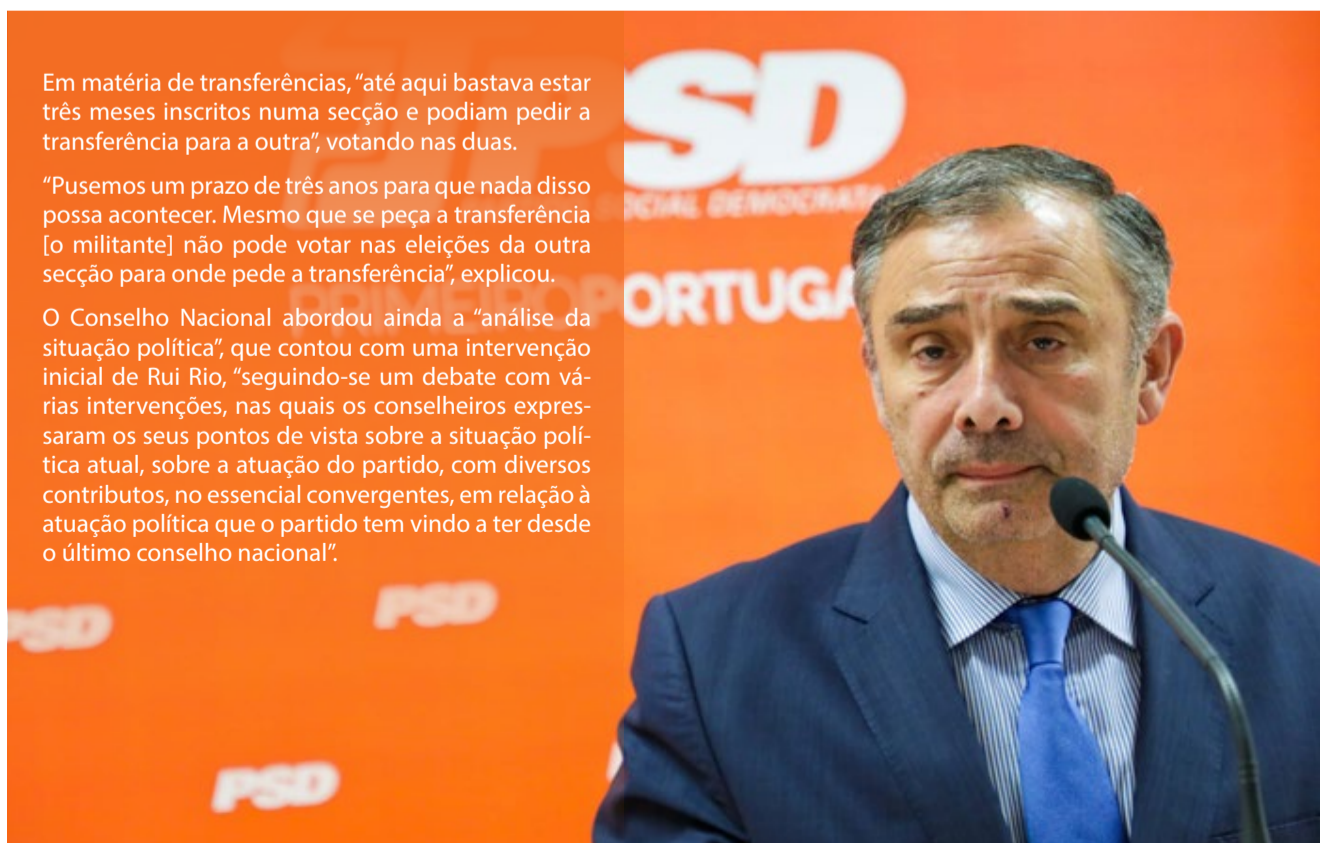 Em matéria de transferências, “até aqui bastava estar
três meses inscritos numa secção e podiam pedir a
transferência para a outra”, votando nas duas.
“Pusemos um prazo de três anos para que nada disso
possa acontecer. Mesmo que se peça a transferência
[o militante] não pode votar nas eleições da outra
secção para onde pede a transferência”, explicou.
O Conselho Nacional abordou ainda a “análise da
situação política”, que contou com uma intervenção
inicial de Rui Rio, “seguindo-se um debate com vá-
rias intervenções, nas quais os conselheiros expres-
saram os seus pontos de vista sobre a situação polí-
tica atual, sobre a atuação do partido, com diversos
contributos, no essencial convergentes, em relação à
atuação política que o partido tem vindo a ter desde
o último conselho nacional”.
PSD
SOCIAL DEMOCRATA
PRIMEIRO PORTUGA
PSD
PSD
PSD